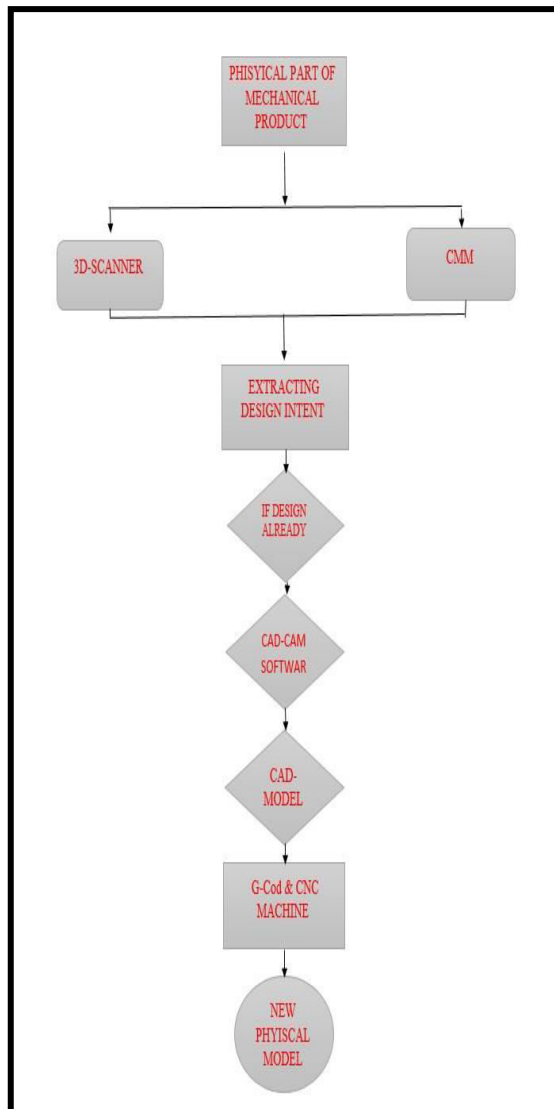 PHISYICAL PART OF
MECHANICAL
PRODUCT
3D-SCANNER
CMM
EXTRACTING
DESIGN INTENT
IF DESIGN
ALREADY
CAD-CAM
SOFTWAR
CAD-
MODEL
G-Cod & CNC
MACHINE
NEW
PHYISCAL
MODEL